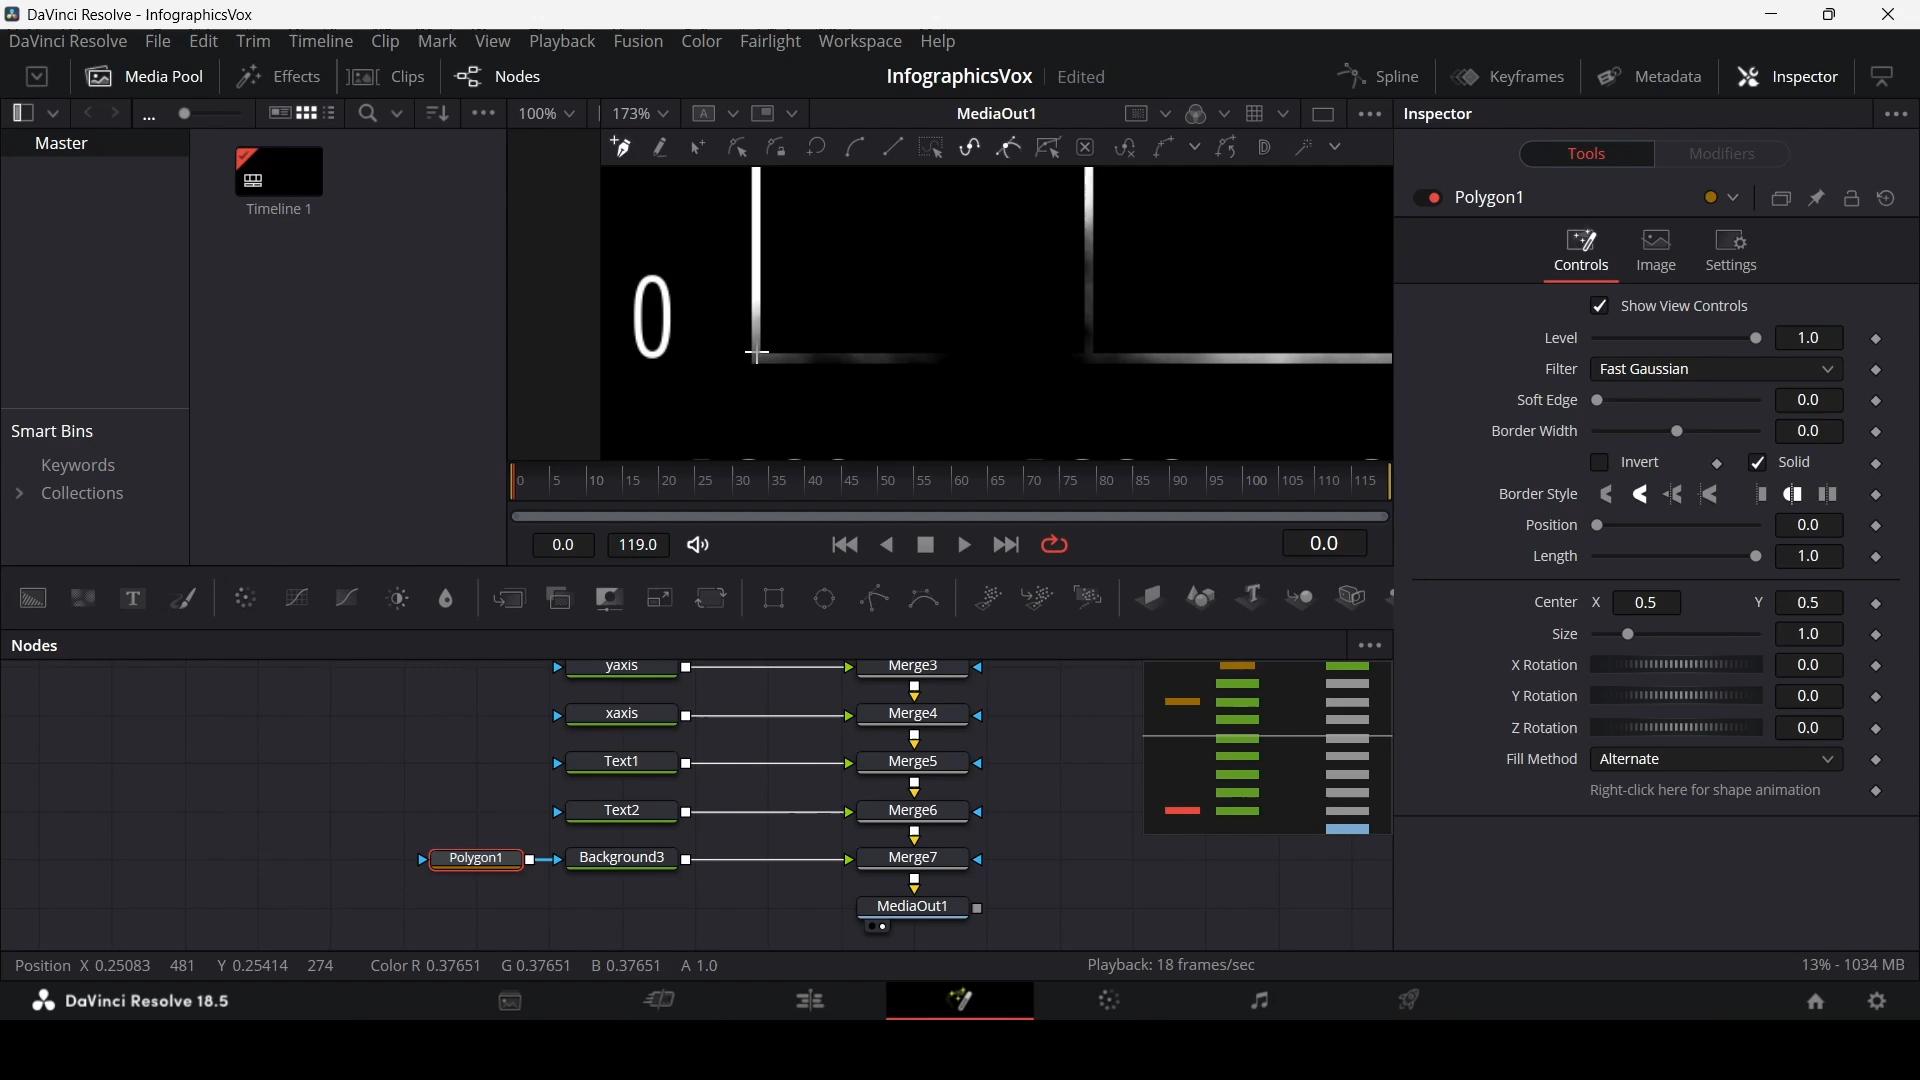 DaVinci Resolve - InfographicsVox
DaVinci Resolve File Edit Trim Timeline Clip Mark View Playback Fusion Color Fairlight Workspace Help
Media Pool Effects Clips Nodes InfographicsVox Edited Spline Keyframes Metadata Inspector
... 100% 173% A MediaOut1 Inspector
Master
Timeline 1
Tools Modifiers
Polygon1
Controls Image Settings
Show View Controls
Level 1.0
Filter Fast Gaussian
Soft Edge 0.0
Border Width 0.0
Invert Solid
Border Style
Position 0.0
Length 1.0
Center X 0.5 Y 0.5
Size 1.0
X Rotation 0.0
Y Rotation 0.0
Z Rotation 0.0
Fill Method Alternate
Right-click here for shape animation
0
Smart Bins
Keywords
Collections
0 5 10 15 20 25 30 35 40 45 50 55 60 65 70 75 80 85 90 95 100 105 110 115
0.0 119.0 0.0
T T
Nodes
yaxis Merge3
xaxis Merge4
Text1 Merge5
Text2 Merge6
Polygon1 Background3 Merge7
MediaOut1
Position X 0.25083 481 Y 0.25414 274 Color R 0.37651 G 0.37651 B 0.37651 A 1.0 Playback: 18 frames/sec 13% - 1034 MB
DaVinci Resolve 18.5